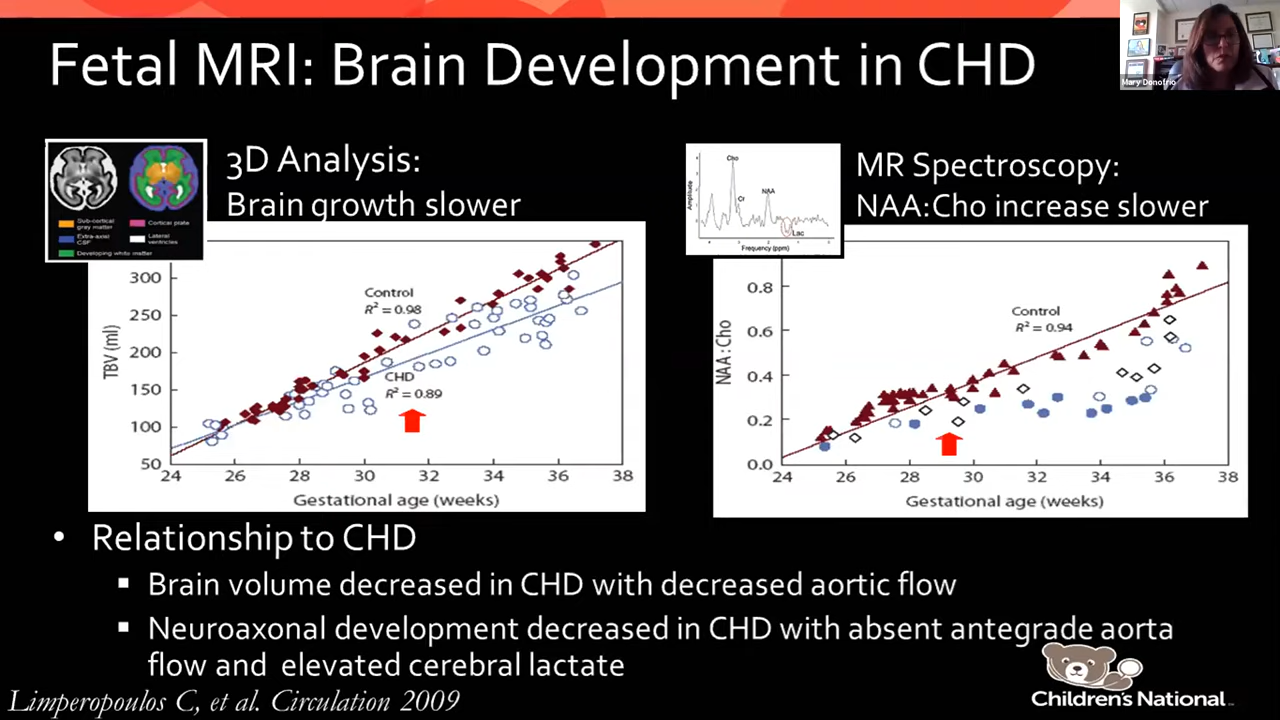 Fetal MRI: Brain Development in CHD
Mary Donofrio
3D Analysis:
Brain growth slower
Sub-cortical gray matter
Cortical plate
Extra-axial CSF
Lateral ventricles
Developing white matter
TBV (ml)
300
250
200
150
100
50
Control
R² = 0.98
CHD
R² = 0.89
24 26 28 30 32 34 36 38
Gestational age (weeks)
MR Spectroscopy:
NAA:Cho increase slower
Amplitude
Cho
Cr
NAA
Lac
Frequency (ppm)
NAA:Cho
0.8
0.6
0.4
0.2
0.0
Control
R² = 0.94
24 26 28 30 32 34 36 38
Gestational age (weeks)
• Relationship to CHD
▪ Brain volume decreased in CHD with decreased aortic flow
▪ Neuroaxonal development decreased in CHD with absent antegrade aorta
flow and elevated cerebral lactate
Limperopoulos C, et al. Circulation 2009
Children's National